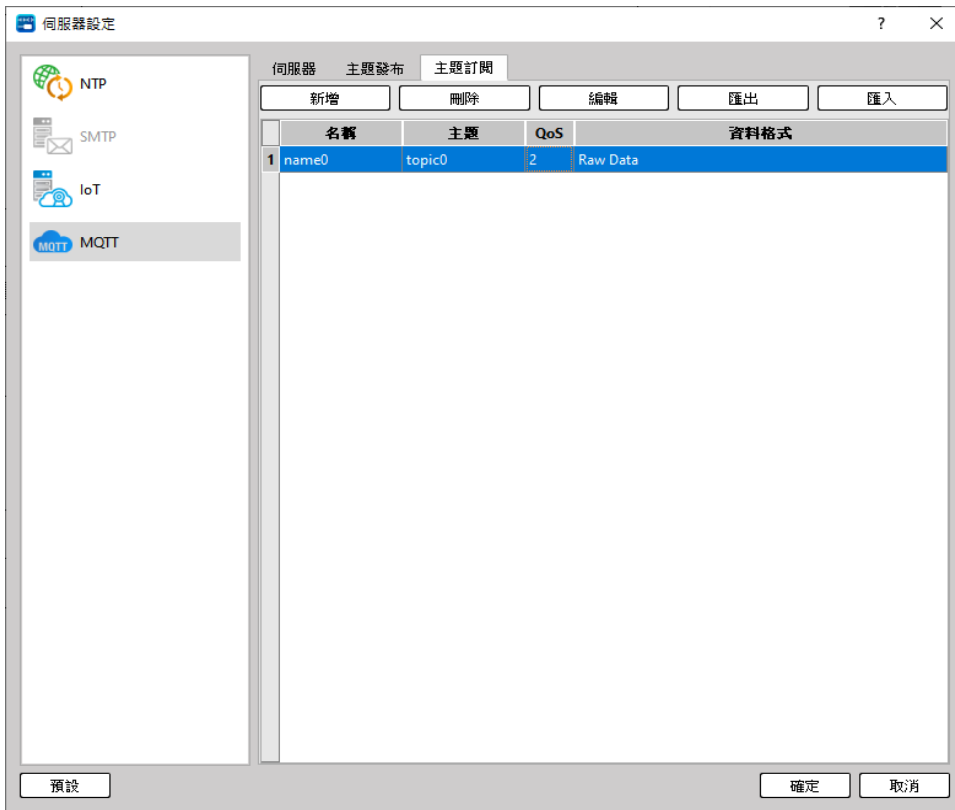 伺服器設定
?
NTP
SMTP
IoT
MQTT
MQTT
伺服器 主題發布 主題訂閱
新增 刪除 編輯 匯出 匯入
名稱 主題 QoS 資料格式
1 name0 topic0 2 Raw Data
預設 確定 取消